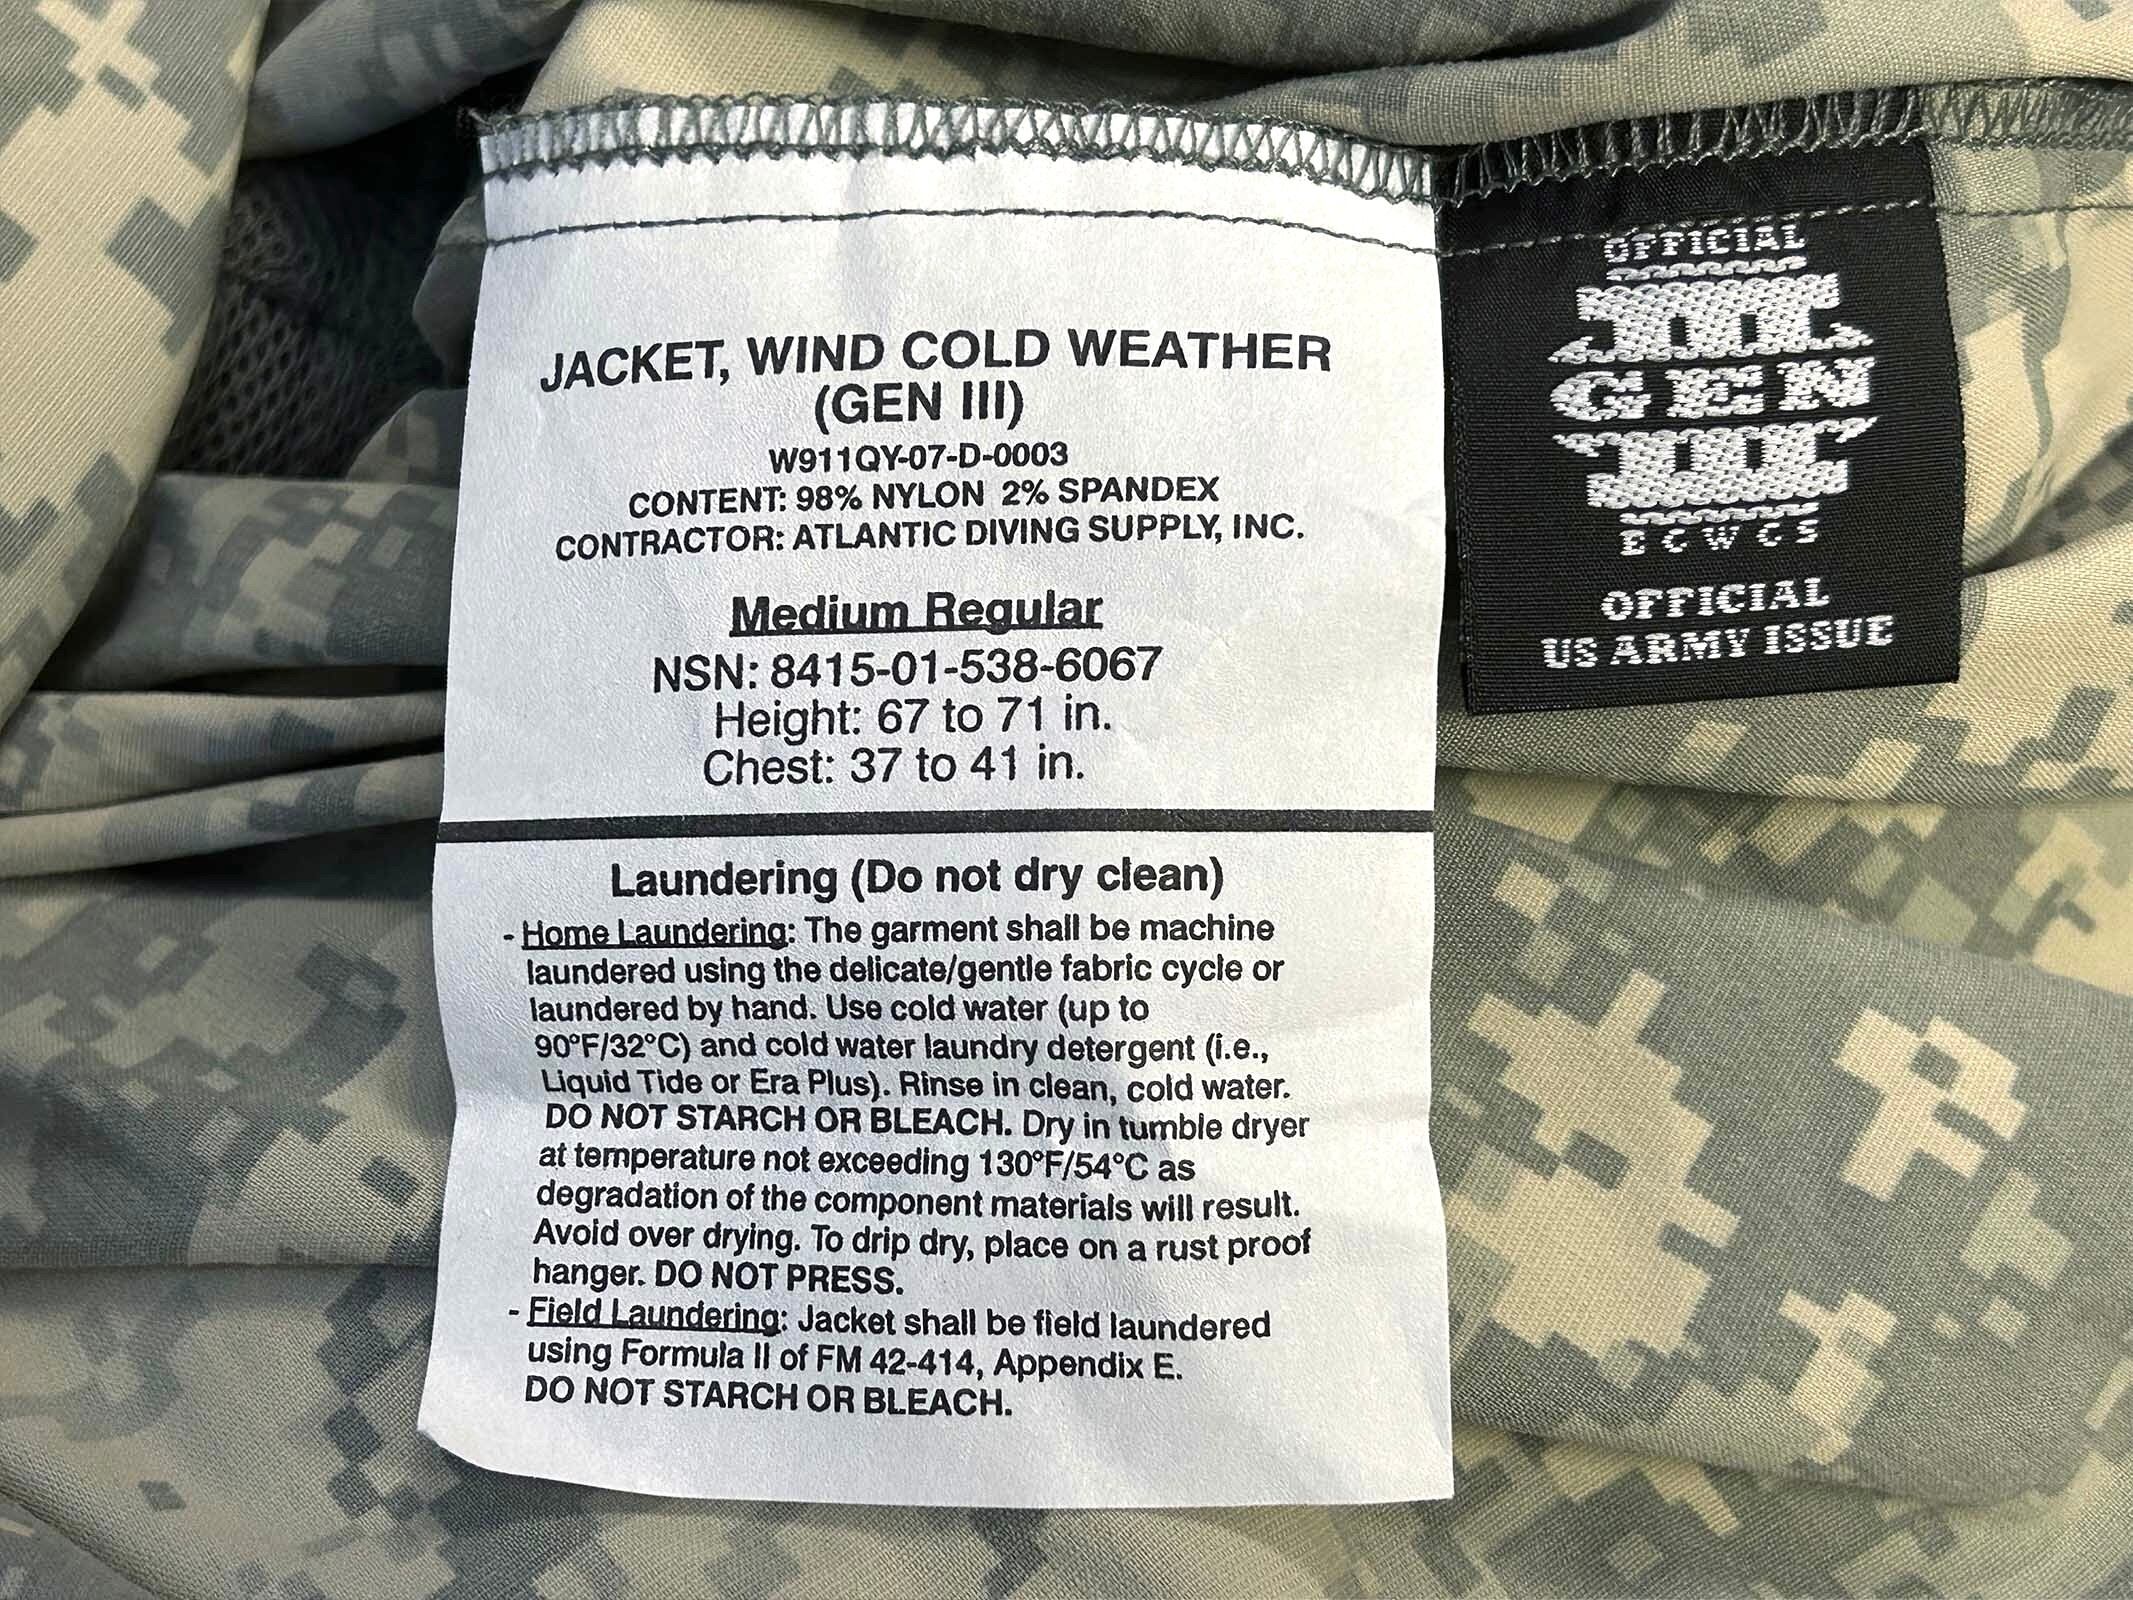 JACKET, WIND COLD WEATHER
(GEN III)
W911QY-07-D-0003
CONTENT: 98% NYLON 2% SPANDEX
CONTRACTOR: ATLANTIC DIVING SUPPLY, INC.
Medium Regular
NSN: 8415-01-538-6067
Height: 67 to 71 in.
Chest: 37 to 41 in.
Laundering (Do not dry clean)
- Home Laundering: The garment shall be machine
laundered using the delicate/gentle fabric cycle or
laundered by hand. Use cold water (up to
90°F/32°C) and cold water laundry detergent (i.e.,
Liquid Tide or Era Plus). Rinse in clean, cold water.
DO NOT STARCH OR BLEACH. Dry in tumble dryer
at temperature not exceeding 130°F/54°C as
degradation of the component materials will result.
Avoid over drying. To drip dry, place on a rust proof
hanger. DO NOT PRESS.
- Field Laundering: Jacket shall be field laundered
using Formula II of FM 42-414, Appendix E.
DO NOT STARCH OR BLEACH.
OFFICIAL
III
GEN
III
ECWCS
OFFICIAL
US ARMY ISSUE